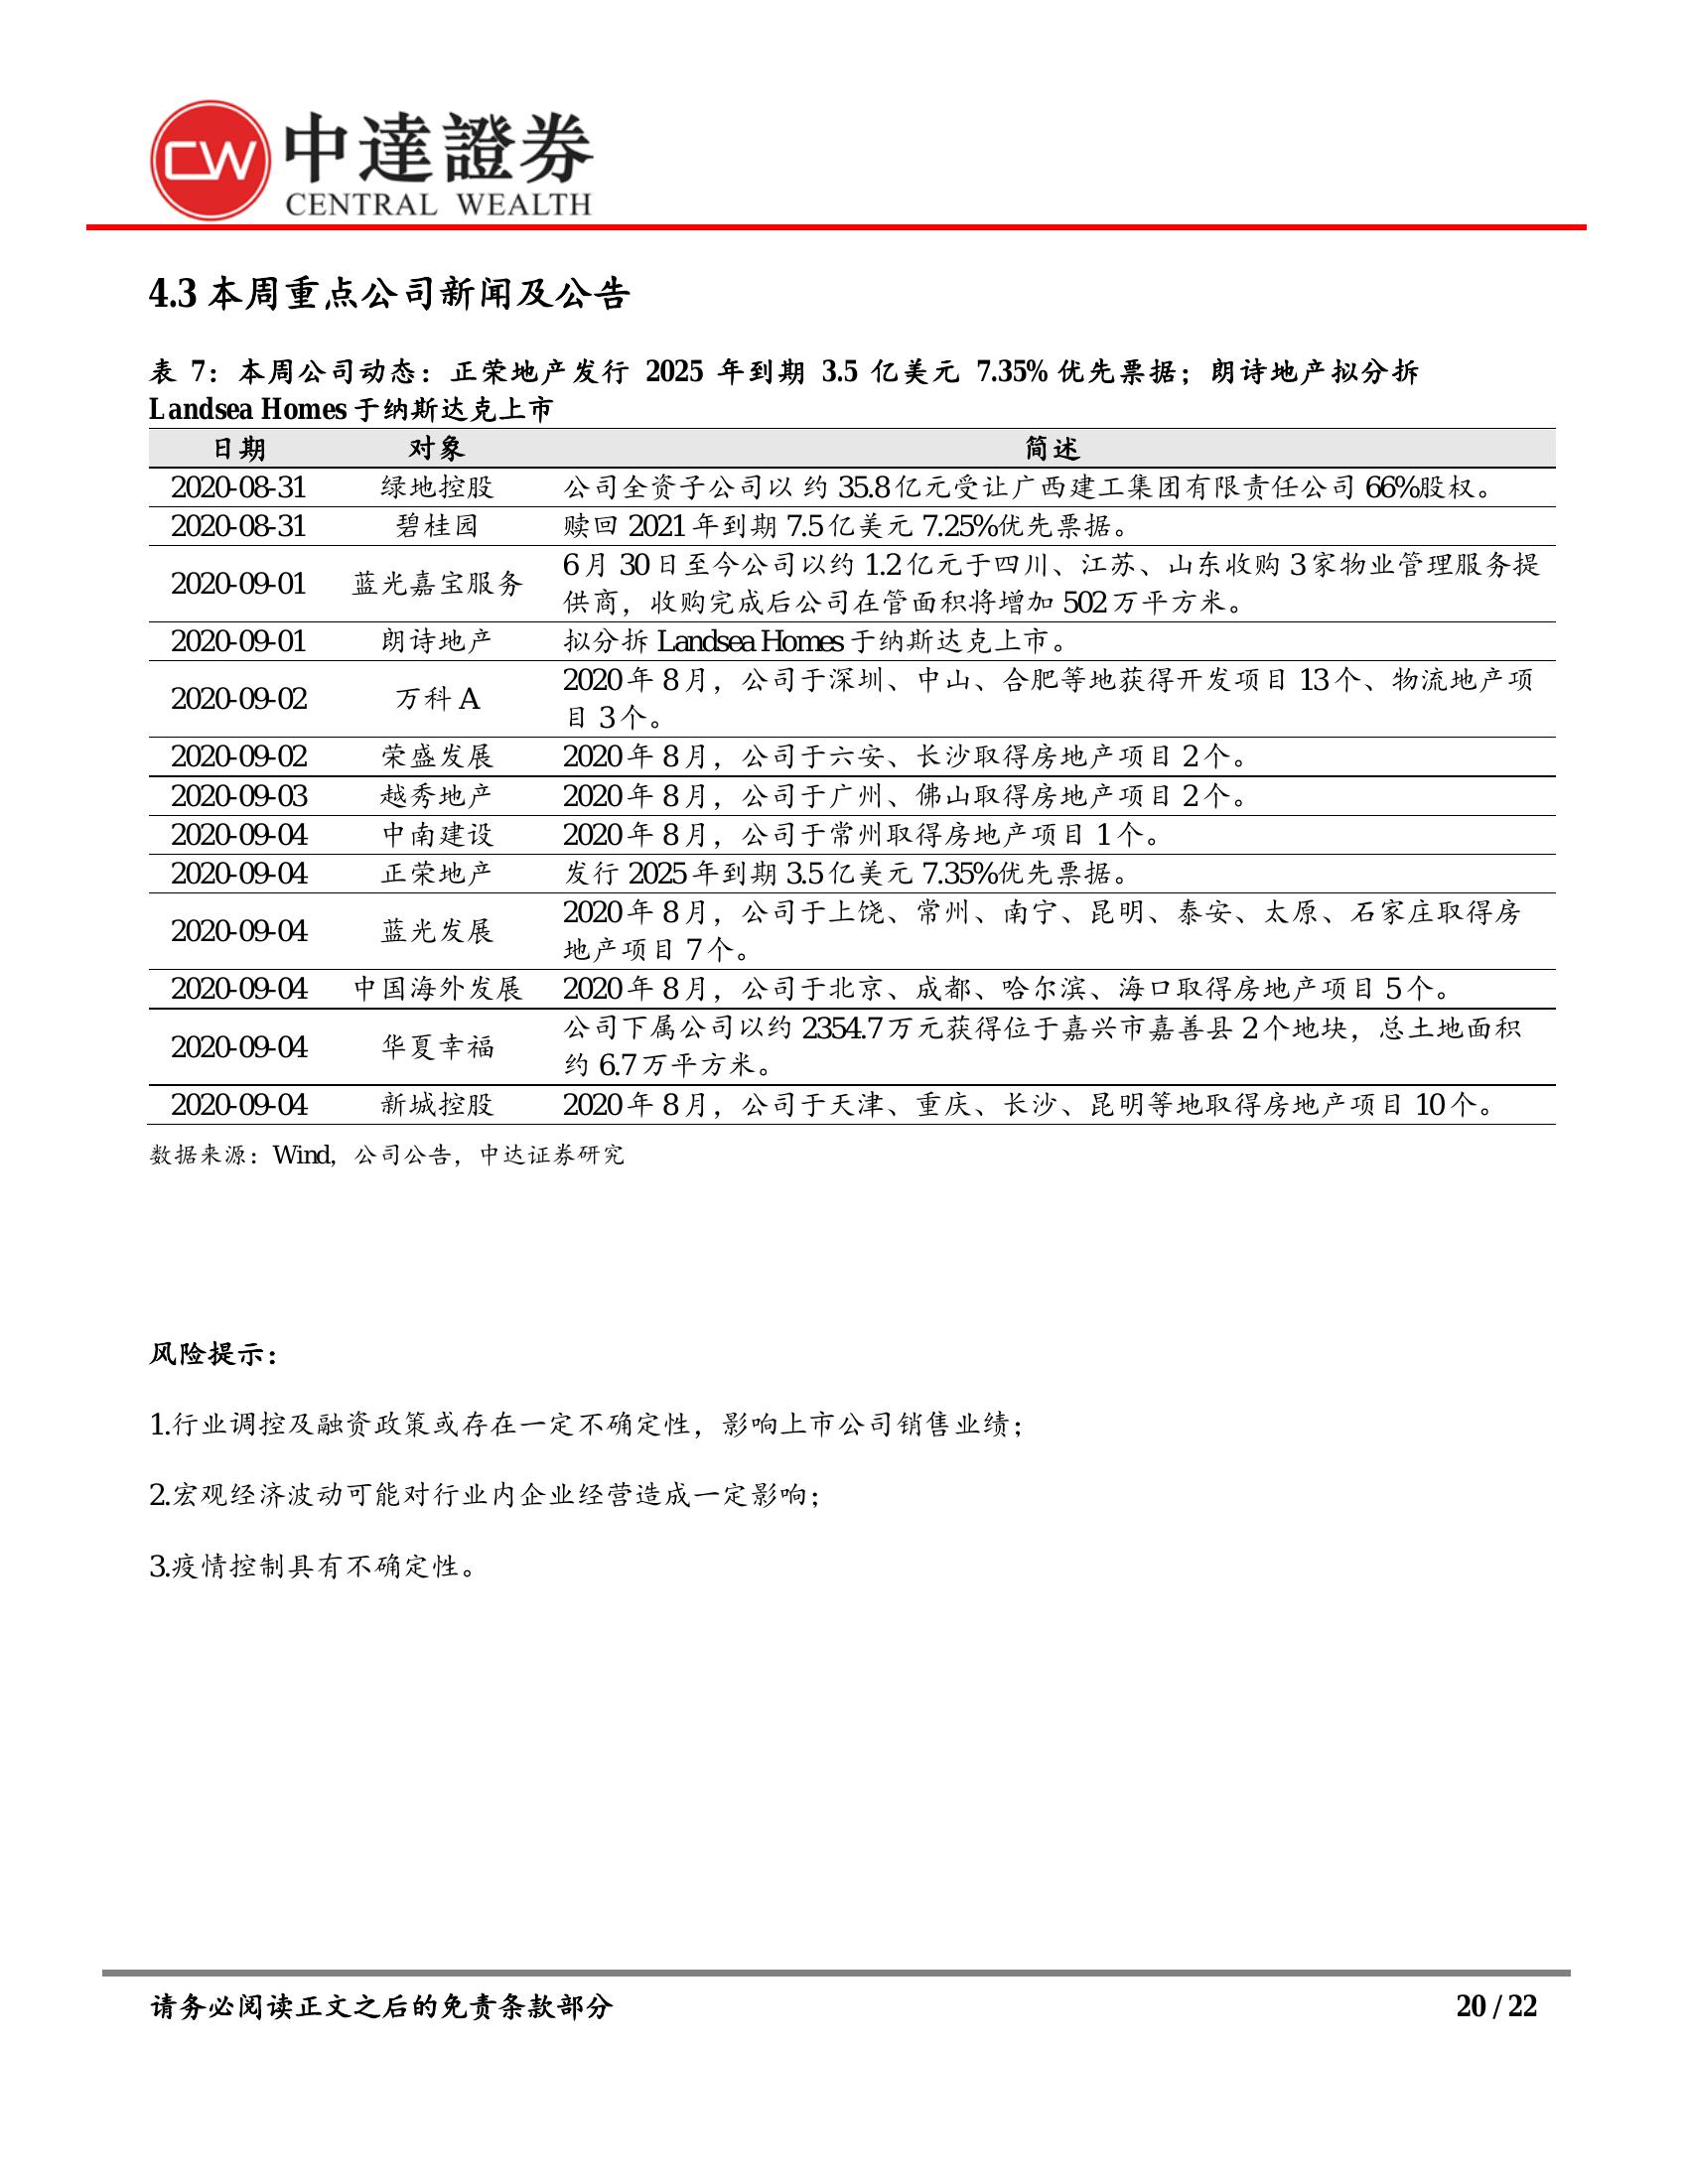 CW 中達證券
CENTRAL WEALTH
4.3 本周重点公司新闻及公告
表 7：本周公司动态：正荣地产发行 2025 年到期 3.5 亿美元 7.35% 优先票据；朗诗地产拟分拆
Landsea Homes 于纳斯达克上市
日期 对象 简述
2020-08-31 绿地控股 公司全资子公司以 约 35.8 亿元受让广西建工集团有限责任公司 66%股权。
2020-08-31 碧桂园 赎回 2021 年到期 7.5 亿美元 7.25%优先票据。
2020-09-01 蓝光嘉宝服务 6 月 30 日至今公司以约 1.2 亿元于四川、江苏、山东收购 3 家物业管理服务提
供商，收购完成后公司在管面积将增加 502 万平方米。
2020-09-01 朗诗地产 拟分拆 Landsea Homes 于纳斯达克上市。
2020-09-02 万科 A 2020 年 8 月，公司于深圳、中山、合肥等地获得开发项目 13 个、物流地产项
目 3 个。
2020-09-02 荣盛发展 2020 年 8 月，公司于六安、长沙取得房地产项目 2 个。
2020-09-03 越秀地产 2020 年 8 月，公司于广州、佛山取得房地产项目 2 个。
2020-09-04 中南建设 2020 年 8 月，公司于常州取得房地产项目 1 个。
2020-09-04 正荣地产 发行 2025 年到期 3.5 亿美元 7.35%优先票据。
2020-09-04 蓝光发展 2020 年 8 月，公司于上饶、常州、南宁、昆明、泰安、太原、石家庄取得房
地产项目 7 个。
2020-09-04 中国海外发展 2020 年 8 月，公司于北京、成都、哈尔滨、海口取得房地产项目 5 个。
2020-09-04 华夏幸福 公司下属公司以约 2354.7 万元获得位于嘉兴市嘉善县 2 个地块，总土地面积
约 6.7 万平方米。
2020-09-04 新城控股 2020 年 8 月，公司于天津、重庆、长沙、昆明等地取得房地产项目 10 个。
数据来源：Wind，公司公告，中达证券研究
风险提示：
1.行业调控及融资政策或存在一定不确定性，影响上市公司销售业绩；
2.宏观经济波动可能对行业内企业经营造成一定影响；
3.疫情控制具有不确定性。
请务必阅读正文之后的免责条款部分 20 / 22